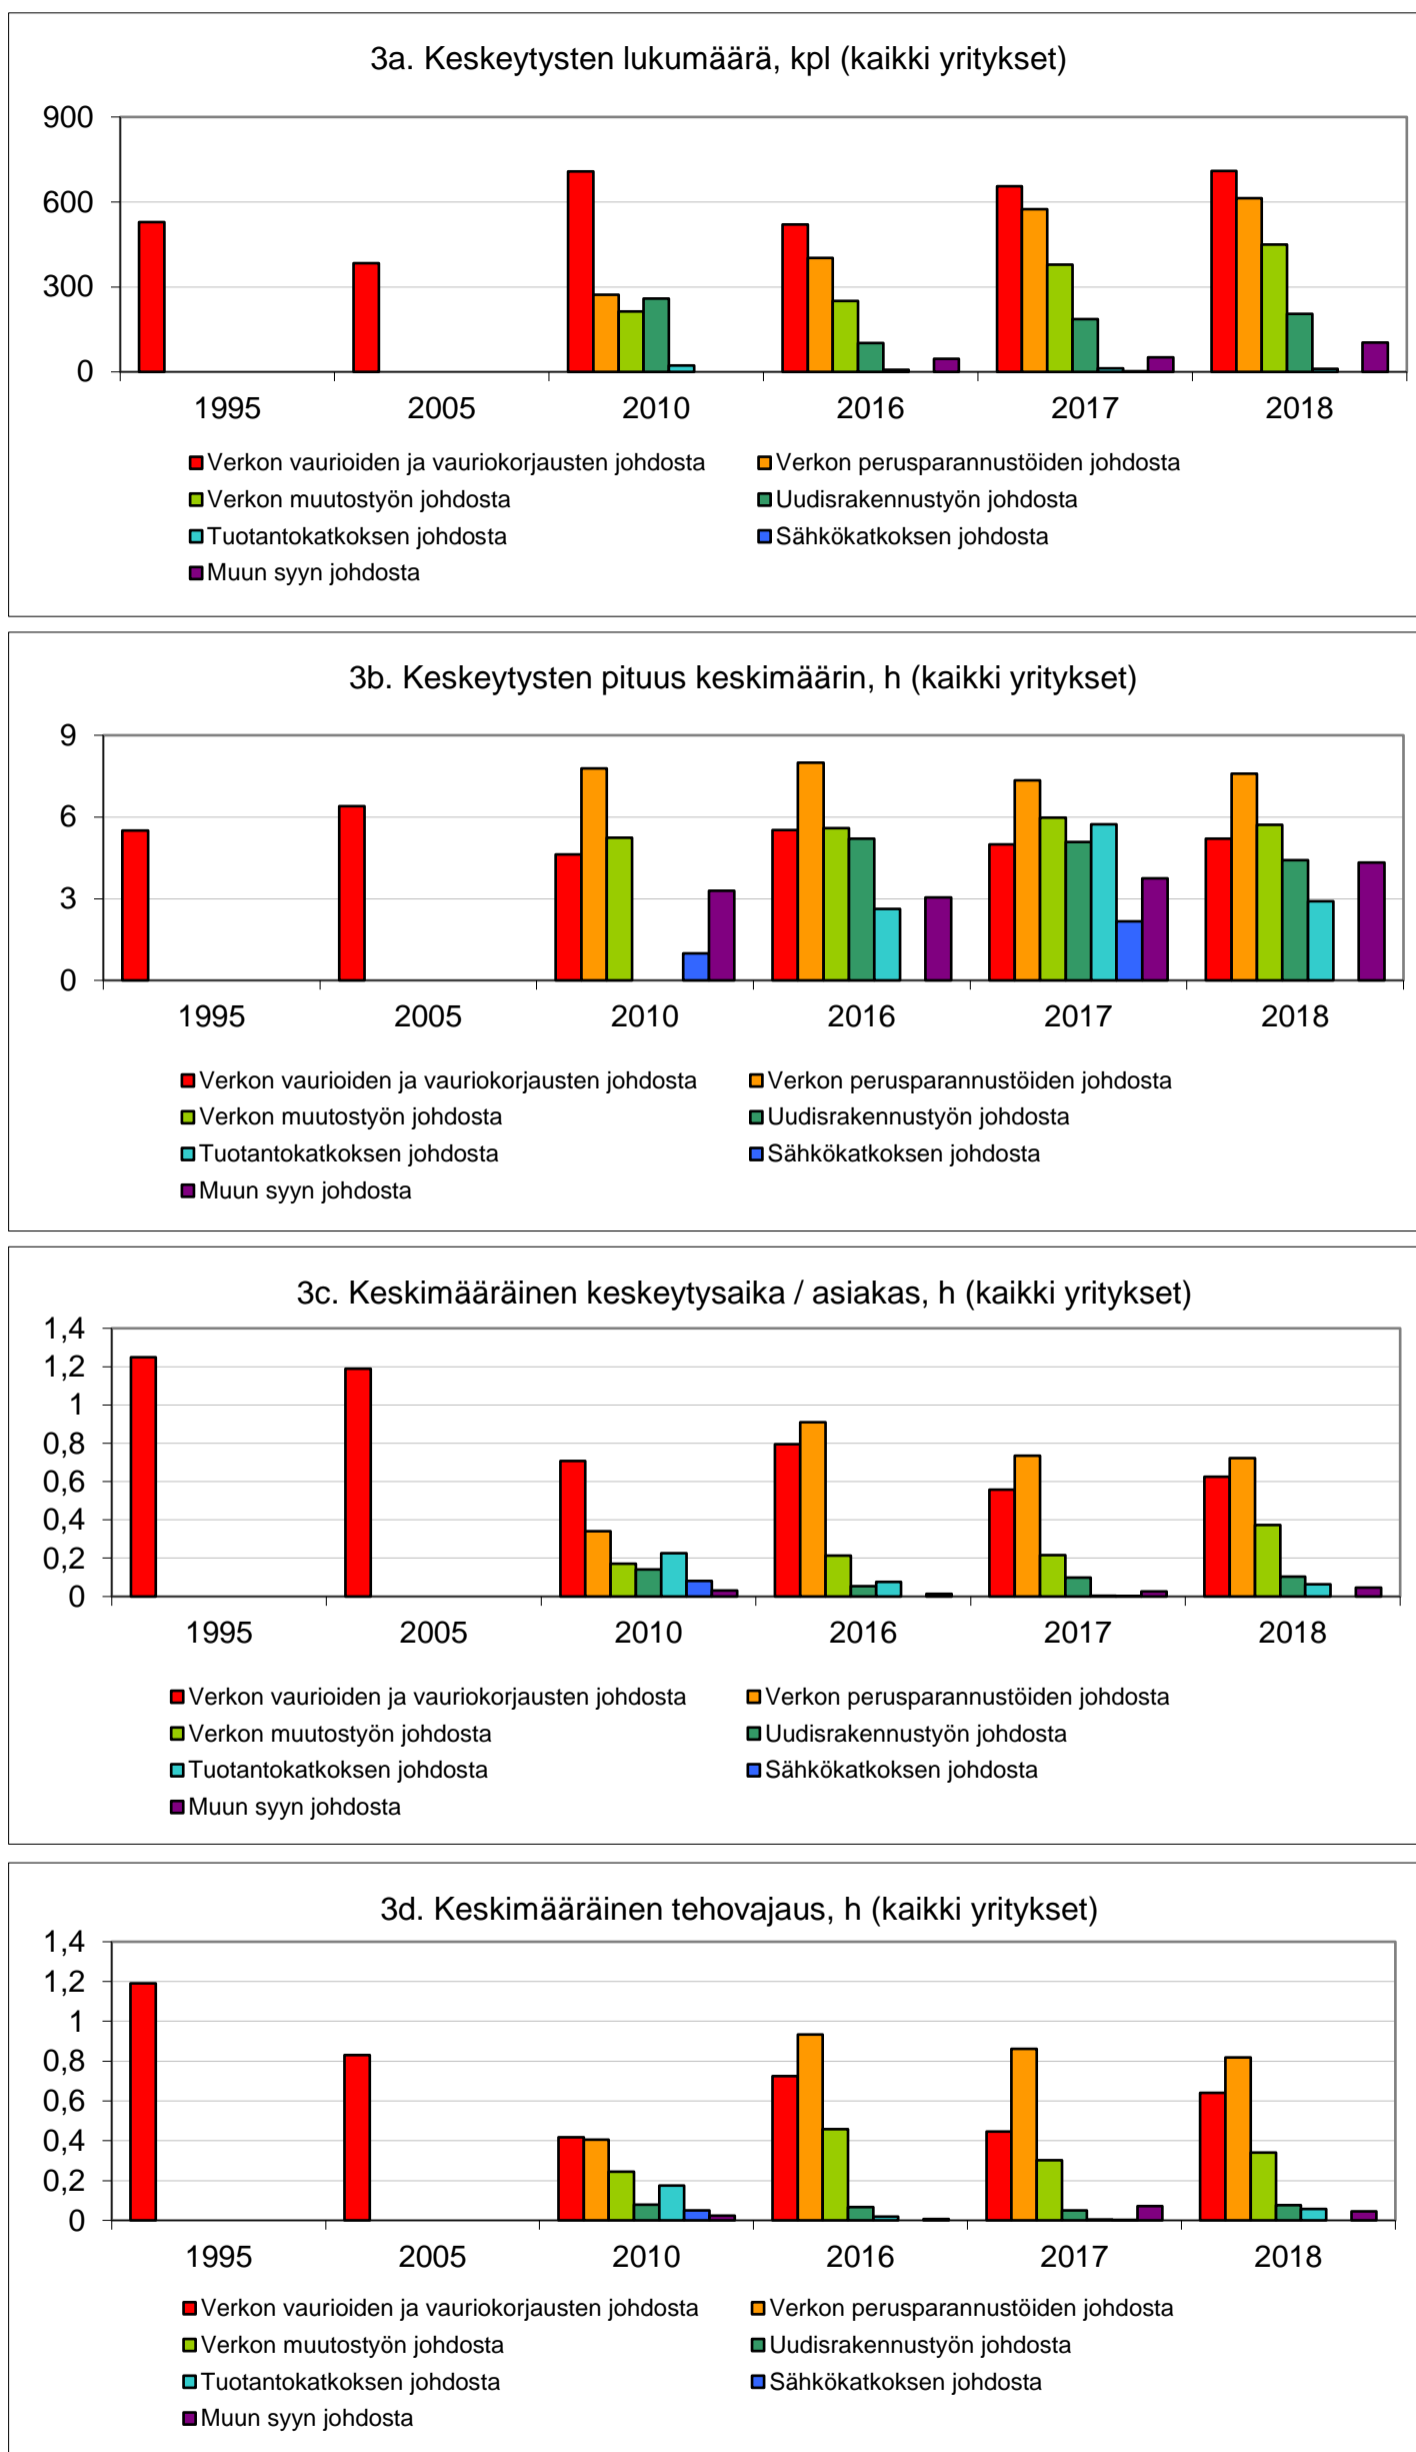 3a. Keskeytysten lukumäärä, kpl (kaikki yritykset)
900
600
300
0
1995 2005 2010 2016 2017 2018
Verkon vaurioiden ja vauriokorjausten johdosta Verkon perusparannustöiden johdosta
Verkon muutostyön johdosta Uudisrakennustyön johdosta
Tuotantokatkoksen johdosta Sähkökatkoksen johdosta
Muun syyn johdosta
3b. Keskeytysten pituus keskimäärin, h (kaikki yritykset)
9
6
3
0
1995 2005 2010 2016 2017 2018
Verkon vaurioiden ja vauriokorjausten johdosta Verkon perusparannustöiden johdosta
Verkon muutostyön johdosta Uudisrakennustyön johdosta
Tuotantokatkoksen johdosta Sähkökatkoksen johdosta
Muun syyn johdosta
3c. Keskimääräinen keskeytysaika / asiakas, h (kaikki yritykset)
1,4
1,2
1
0,8
0,6
0,4
0,2
0
1995 2005 2010 2016 2017 2018
Verkon vaurioiden ja vauriokorjausten johdosta Verkon perusparannustöiden johdosta
Verkon muutostyön johdosta Uudisrakennustyön johdosta
Tuotantokatkoksen johdosta Sähkökatkoksen johdosta
Muun syyn johdosta
3d. Keskimääräinen tehovajaus, h (kaikki yritykset)
1,4
1,2
1
0,8
0,6
0,4
0,2
0
1995 2005 2010 2016 2017 2018
Verkon vaurioiden ja vauriokorjausten johdosta Verkon perusparannustöiden johdosta
Verkon muutostyön johdosta Uudisrakennustyön johdosta
Tuotantokatkoksen johdosta Sähkökatkoksen johdosta
Muun syyn johdosta